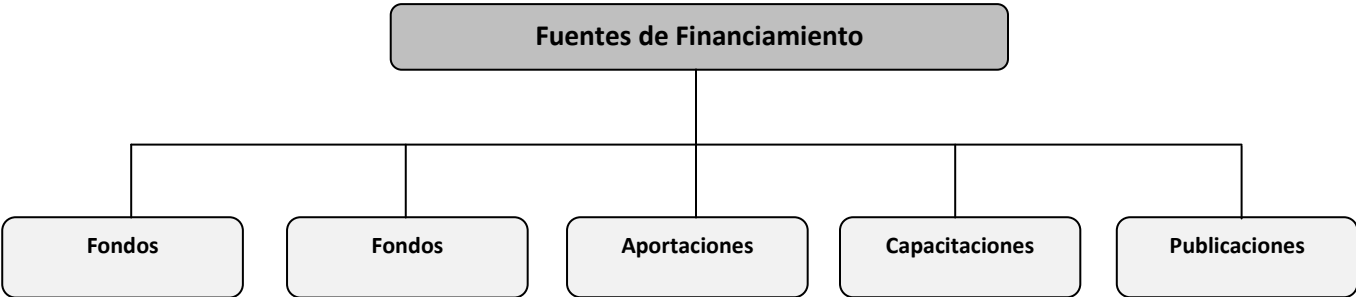 Fuentes de Financiamiento
Fondos
Fondos
Aportaciones
Capacitaciones
Publicaciones